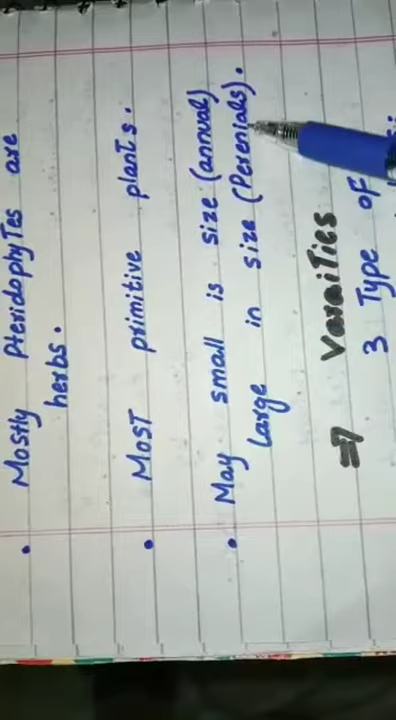 • Mostly Pteridophytes are
herbs.
• Most primitive plants.
• May small is size (annual)
large in size (Perenials).
⇒ Varaities
3 Type of